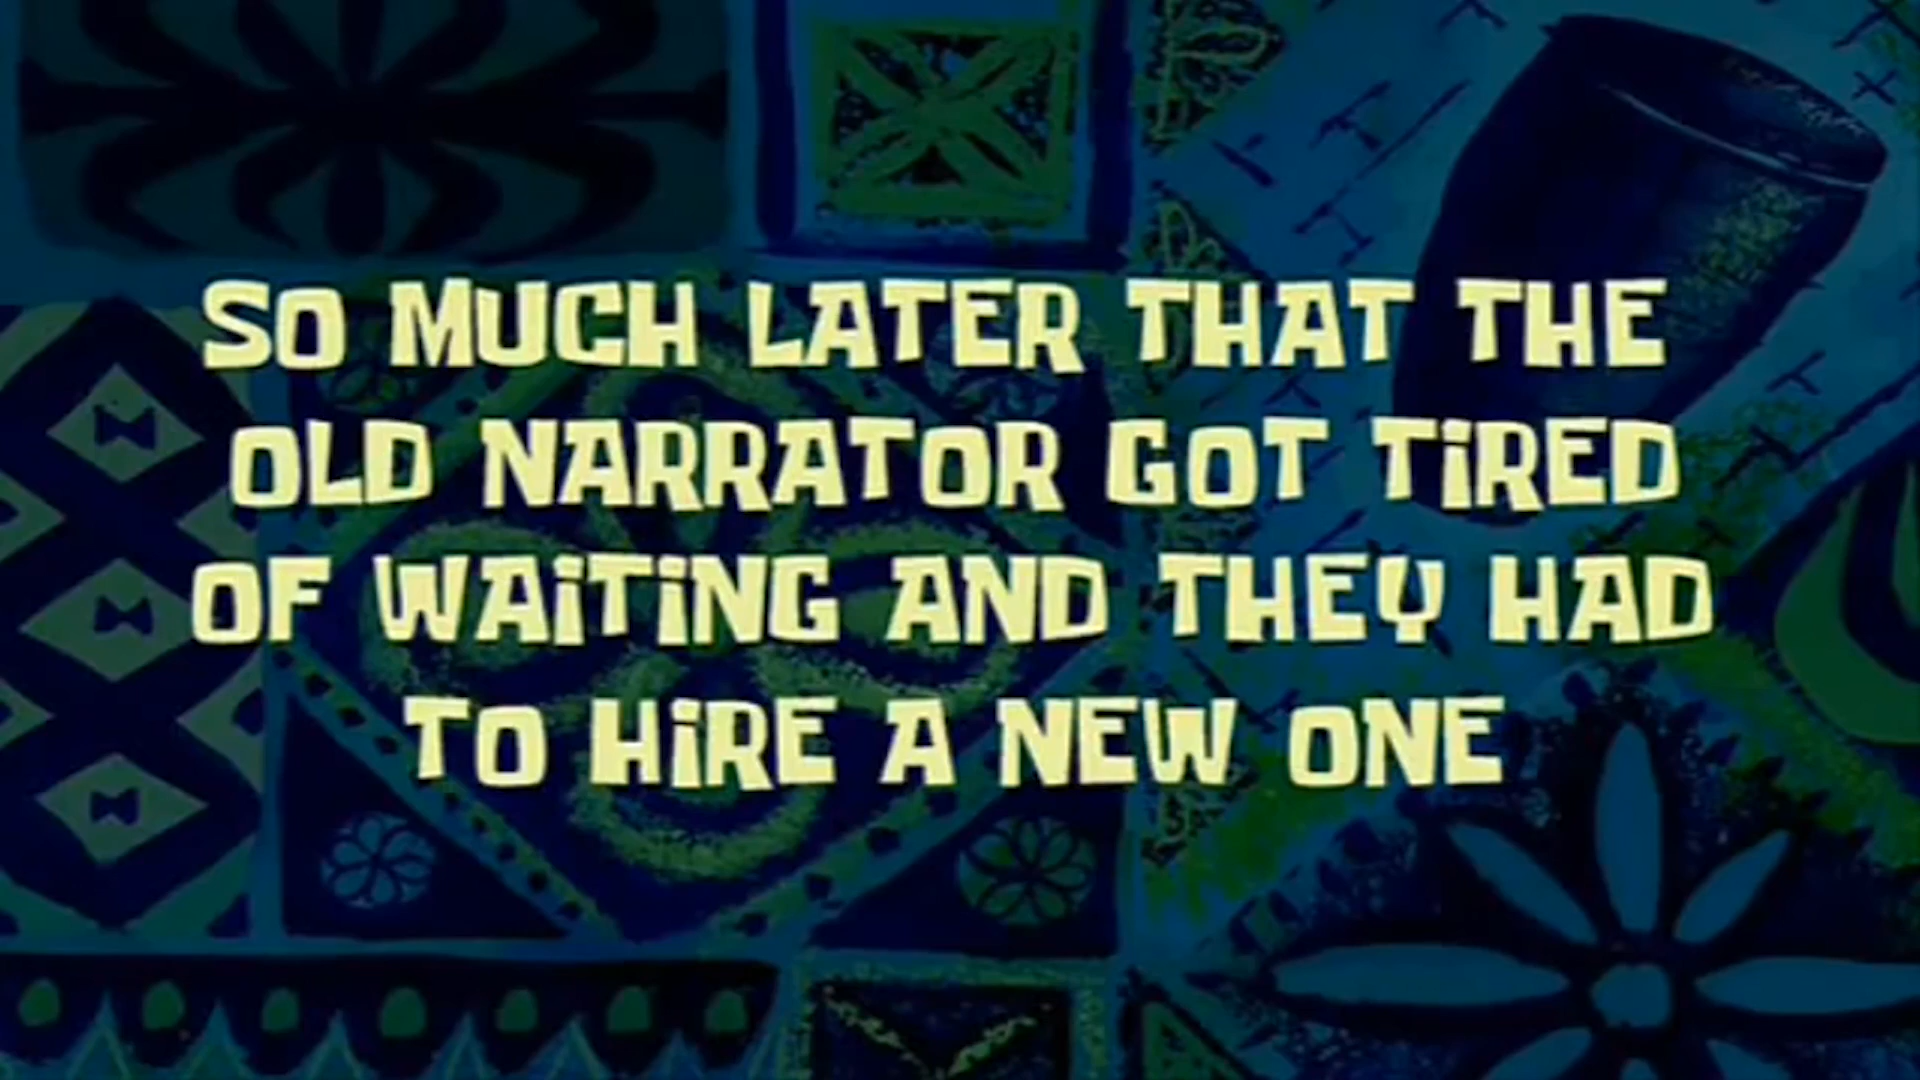 SO MUCH LATER THAT THE
OLD NARRATOR GOT TiRED
OF WAiTiNG AND THEY HAD
TO HiRE A NEW ONE